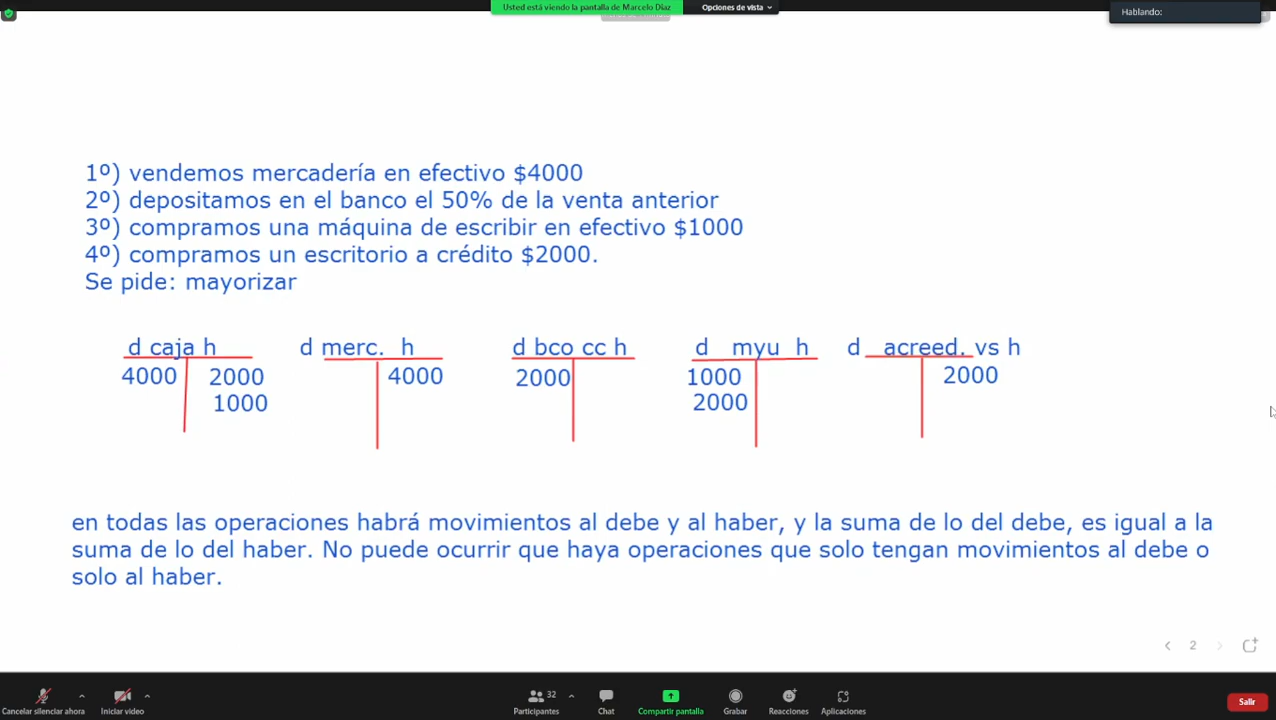 Usted está viendo la pantalla de Marcelo Díaz
Opciones de vista
Hablando:
1º) vendemos mercadería en efectivo $4000
2º) depositamos en el banco el 50% de la venta anterior
3º) compramos una máquina de escribir en efectivo $1000
4º) compramos un escritorio a crédito $2000.
Se pide: mayorizar
d caja h d merc. h d bco cc h d myu h d acreed. vs h
4000 2000 4000 2000 1000 2000
1000 2000
en todas las operaciones habrá movimientos al debe y al haber, y la suma de lo del debe, es igual a la
suma de lo del haber. No puede ocurrir que haya operaciones que solo tengan movimientos al debe o
solo al haber.
2
32
Cancelar silenciar ahora Iniciar video Participantes Chat Compartir pantalla Grabar Reacciones Aplicaciones Salir